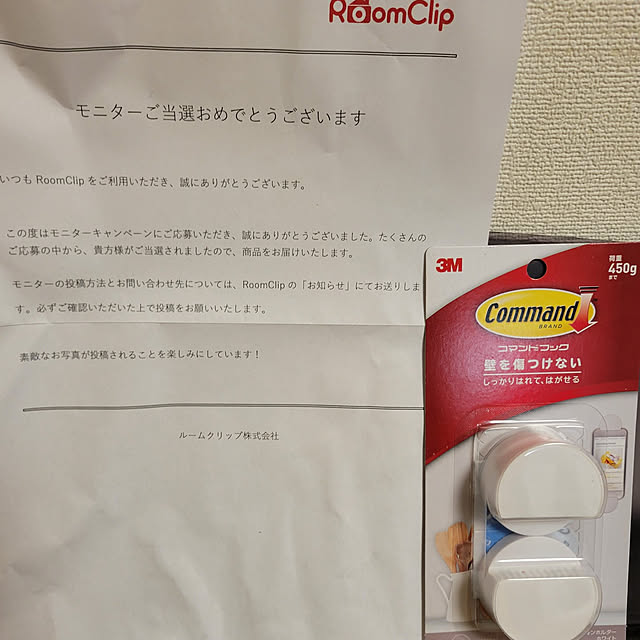 RoomClip
モニターご当選おめでとうございます
いつも RoomClip をご利用いただき、誠にありがとうございます。
この度はモニターキャンペーンにご応募いただき、誠にありがとうございました。たくさんの
ご応募の中から、貴方様がご当選されましたので、商品をお届けいたします。
モニターの投稿方法とお問い合わせ先については、RoomClip の「お知らせ」にてお送りしま
す。必ずご確認いただいた上で投稿をお願いいたします。
素敵なお写真が投稿されることを楽しみにしています！
ルームクリップ株式会社
3M
荷重
450g
まで
Command
BRAND
コマンドフック
壁を傷つけない
しっかりはれて、はがせる
ホルダー
ホワイト